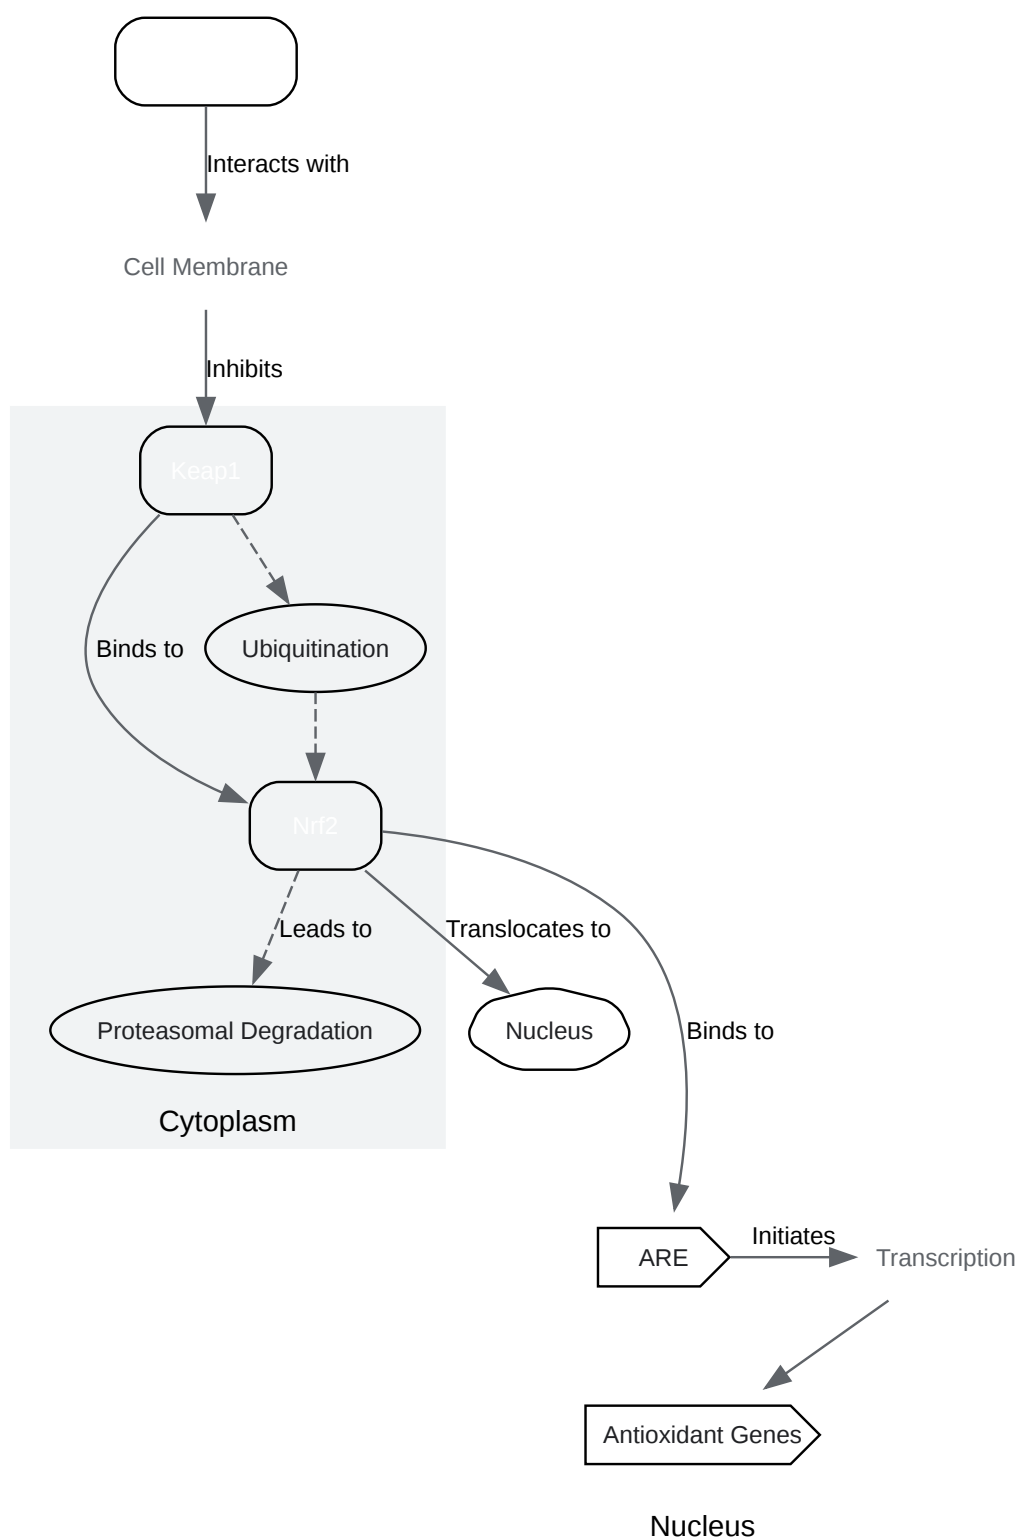 Interacts with
Cell Membrane
Inhibits
Keap1
Binds to
Ubiquitination
Nrf2
Leads to
Translocates to
Proteasomal Degradation
Nucleus
Binds to
Cytoplasm
Initiates
ARE
Transcription
Antioxidant Genes
Nucleus